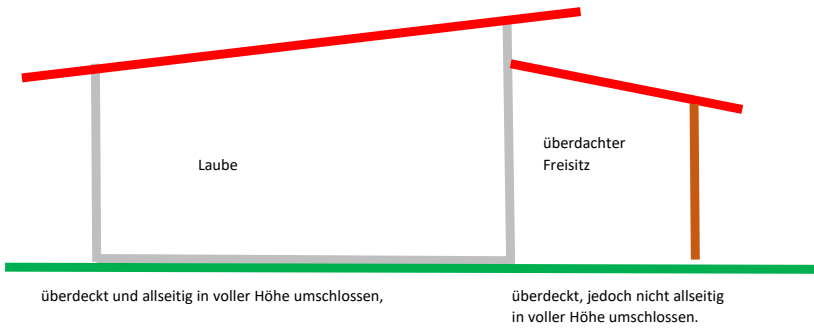 überdachter
Freisitz
Laube
überdeckt und allseitig in voller Höhe umschlossen,
überdeckt, jedoch nicht allseitig
in voller Höhe umschlossen.